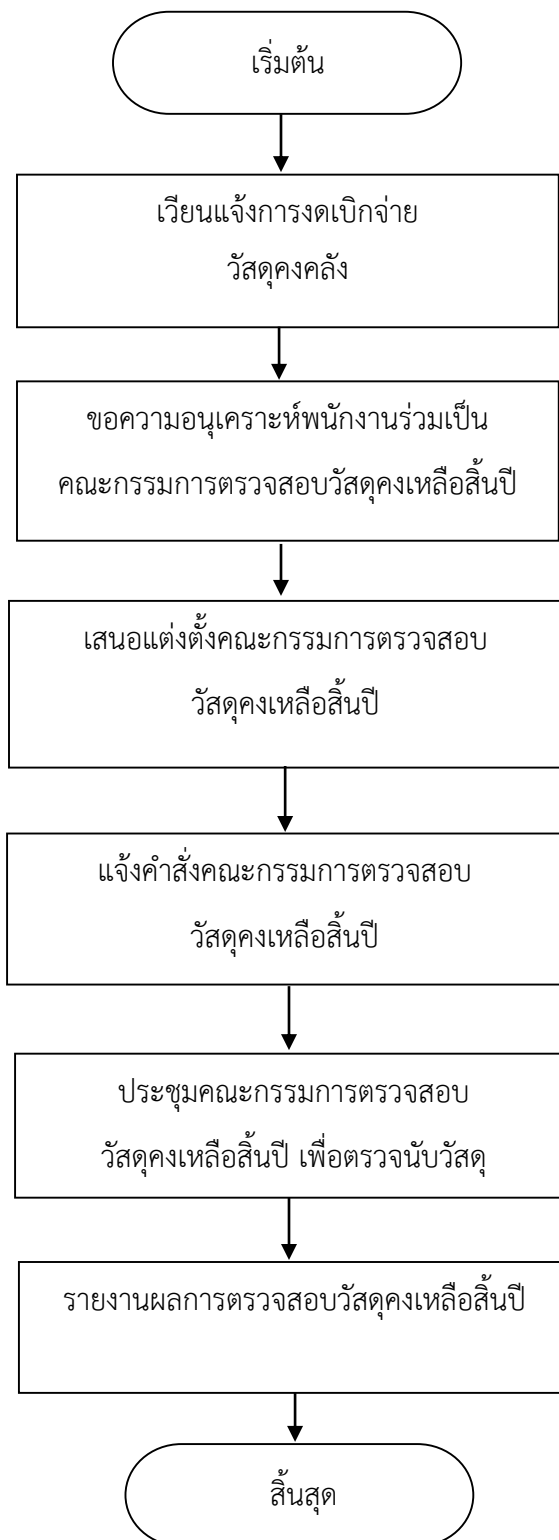 เริ่มต้น
เวียนแจ้งการงดเบิกจ่าย
วัสดุคงคลัง
ขอความอนุเคราะห์พนักงานร่วมเป็น
คณะกรรมการตรวจสอบวัสดุคงเหลือสิ้นปี
เสนอแต่งตั้งคณะกรรมการตรวจสอบ
วัสดุคงเหลือสิ้นปี
แจ้งคำสั่งคณะกรรมการตรวจสอบ
วัสดุคงเหลือสิ้นปี
ประชุมคณะกรรมการตรวจสอบ
วัสดุคงเหลือสิ้นปี เพื่อตรวจนับวัสดุ
รายงานผลการตรวจสอบวัสดุคงเหลือสิ้นปี
สิ้นสุด